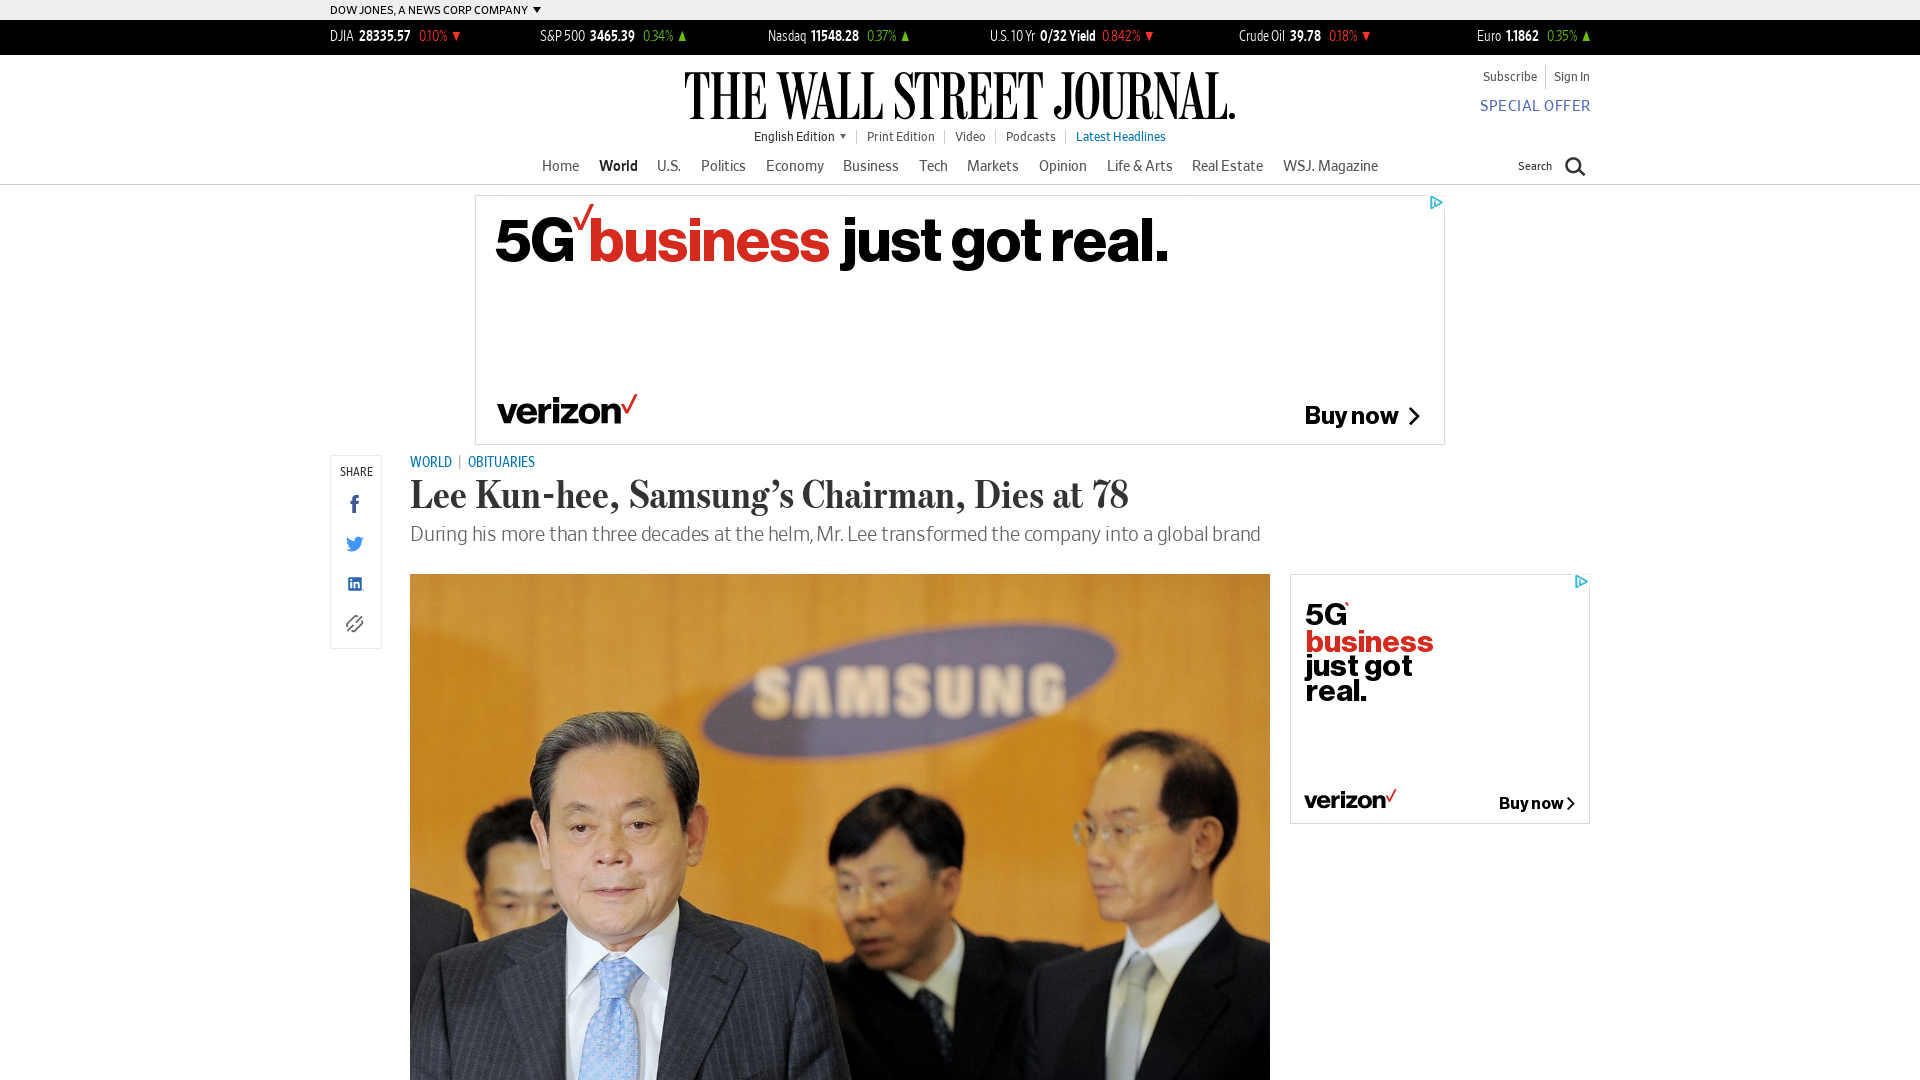 DOW JONES, A NEWS CORP COMPANY
DJIA 28335.57 0.10% S&P 500 3465.39 0.34% Nasdaq 11548.28 0.37% U.S. 10 Yr 0/32 Yield 0.842% Crude Oil 39.78 0.18% Euro 1.1862 0.35%
THE WALL STREET JOURNAL.
Subscribe Sign In
SPECIAL OFFER
English Edition Print Edition Video Podcasts Latest Headlines
Home World U.S. Politics Economy Business Tech Markets Opinion Life & Arts Real Estate WSJ. Magazine
Search
5G business just got real.
verizon Buy now
SHARE
WORLD | OBITUARIES
Lee Kun-hee, Samsung’s Chairman, Dies at 78
During his more than three decades at the helm, Mr. Lee transformed the company into a global brand
SAMSUNG
5G
business
just got
real.
verizon Buy now